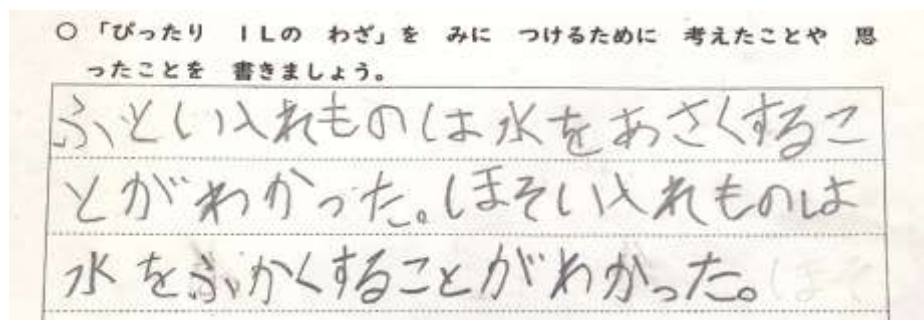 ○「ぴったり １Ｌの わざ」を みに つけるために 考えたことや 思
ったことを 書きましょう。
ふとい入れものは水をあさくするこ
とがわかった。ほそい入れものは
水をふかくすることがわかった。